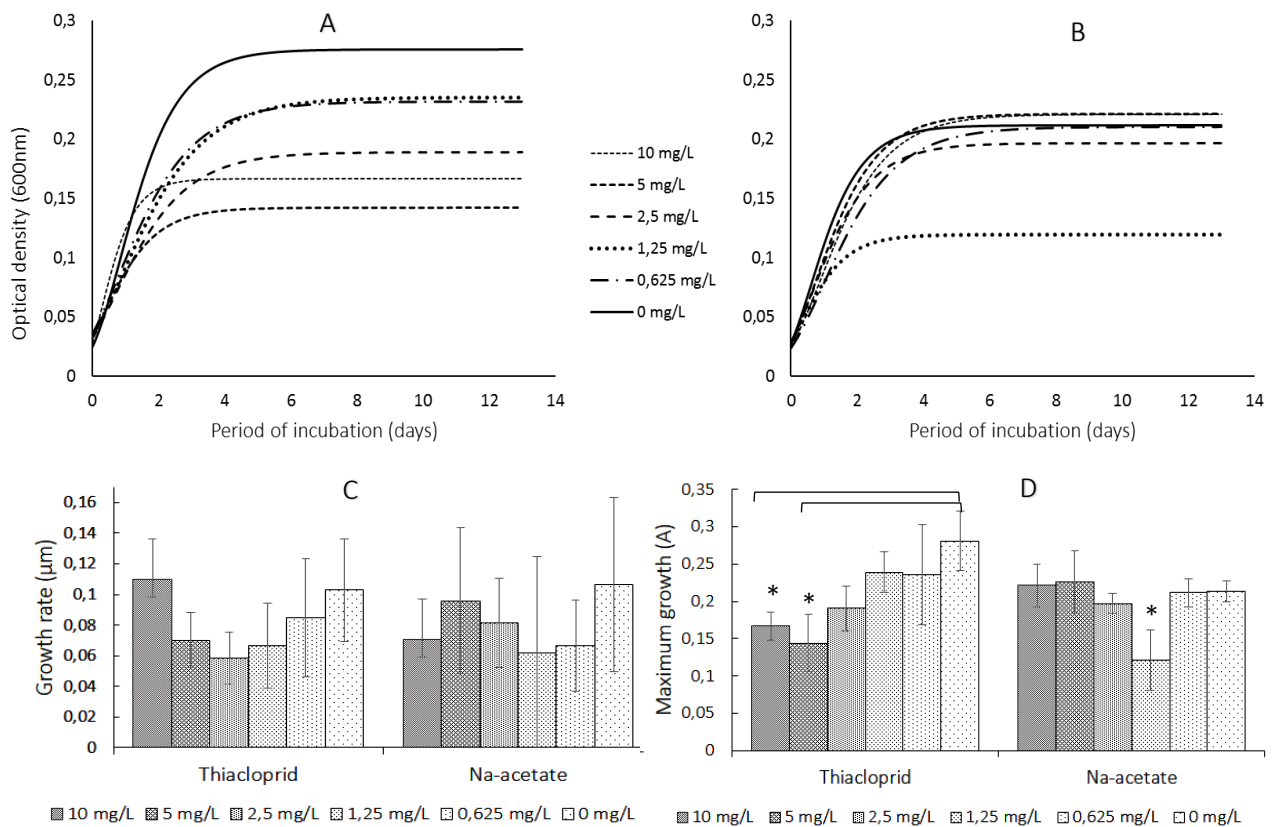 A
0,3
0,25
0,2
0,15
0,1
0,05
0
Optical density (600nm)
0 2 4 6 8 10 12 14
Period of incubation (days)
10 mg/L
5 mg/L
2,5 mg/L
1,25 mg/L
0,625 mg/L
0 mg/L
B
0,3
0,25
0,2
0,15
0,1
0,05
0
0 2 4 6 8 10 12 14
Period of incubation (days)
C
0,16
0,14
0,12
0,1
0,08
0,06
0,04
0,02
0
Growth rate (µm)
Thiacloprid Na-acetate
10 mg/L 5 mg/L 2,5 mg/L 1,25 mg/L 0,625 mg/L 0 mg/L
D
0,35
0,3
0,25
0,2
0,15
0,1
0,05
0
Maximum growth (A)
* * *
Thiacloprid Na-acetate
10 mg/L 5 mg/L 2,5 mg/L 1,25 mg/L 0,625 mg/L 0 mg/L